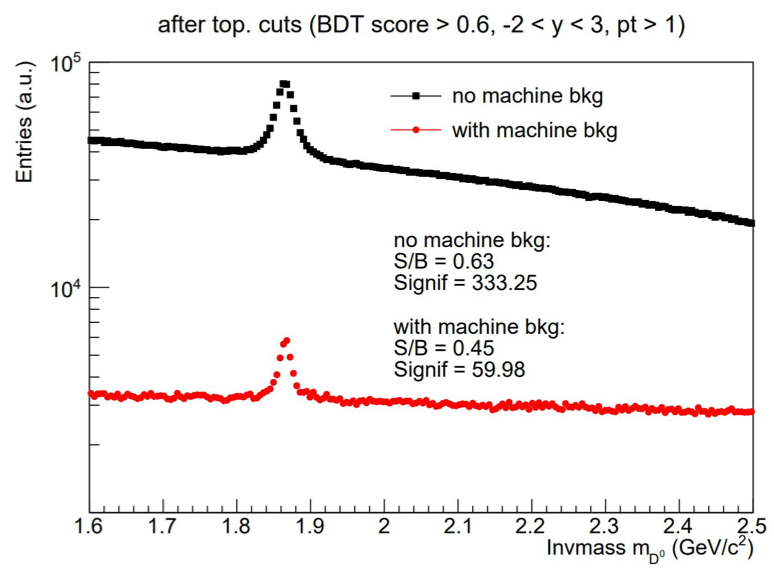 after top. cuts (BDT score > 0.6, -2 < y < 3, pt > 1)
Entries (a.u.)
10⁵
10⁴
no machine bkg
with machine bkg
no machine bkg:
S/B = 0.63
Signif = 333.25
with machine bkg:
S/B = 0.45
Signif = 59.98
1.6 1.7 1.8 1.9 2 2.1 2.2 2.3 2.4 2.5
Invmass m_D⁰ (GeV/c²)